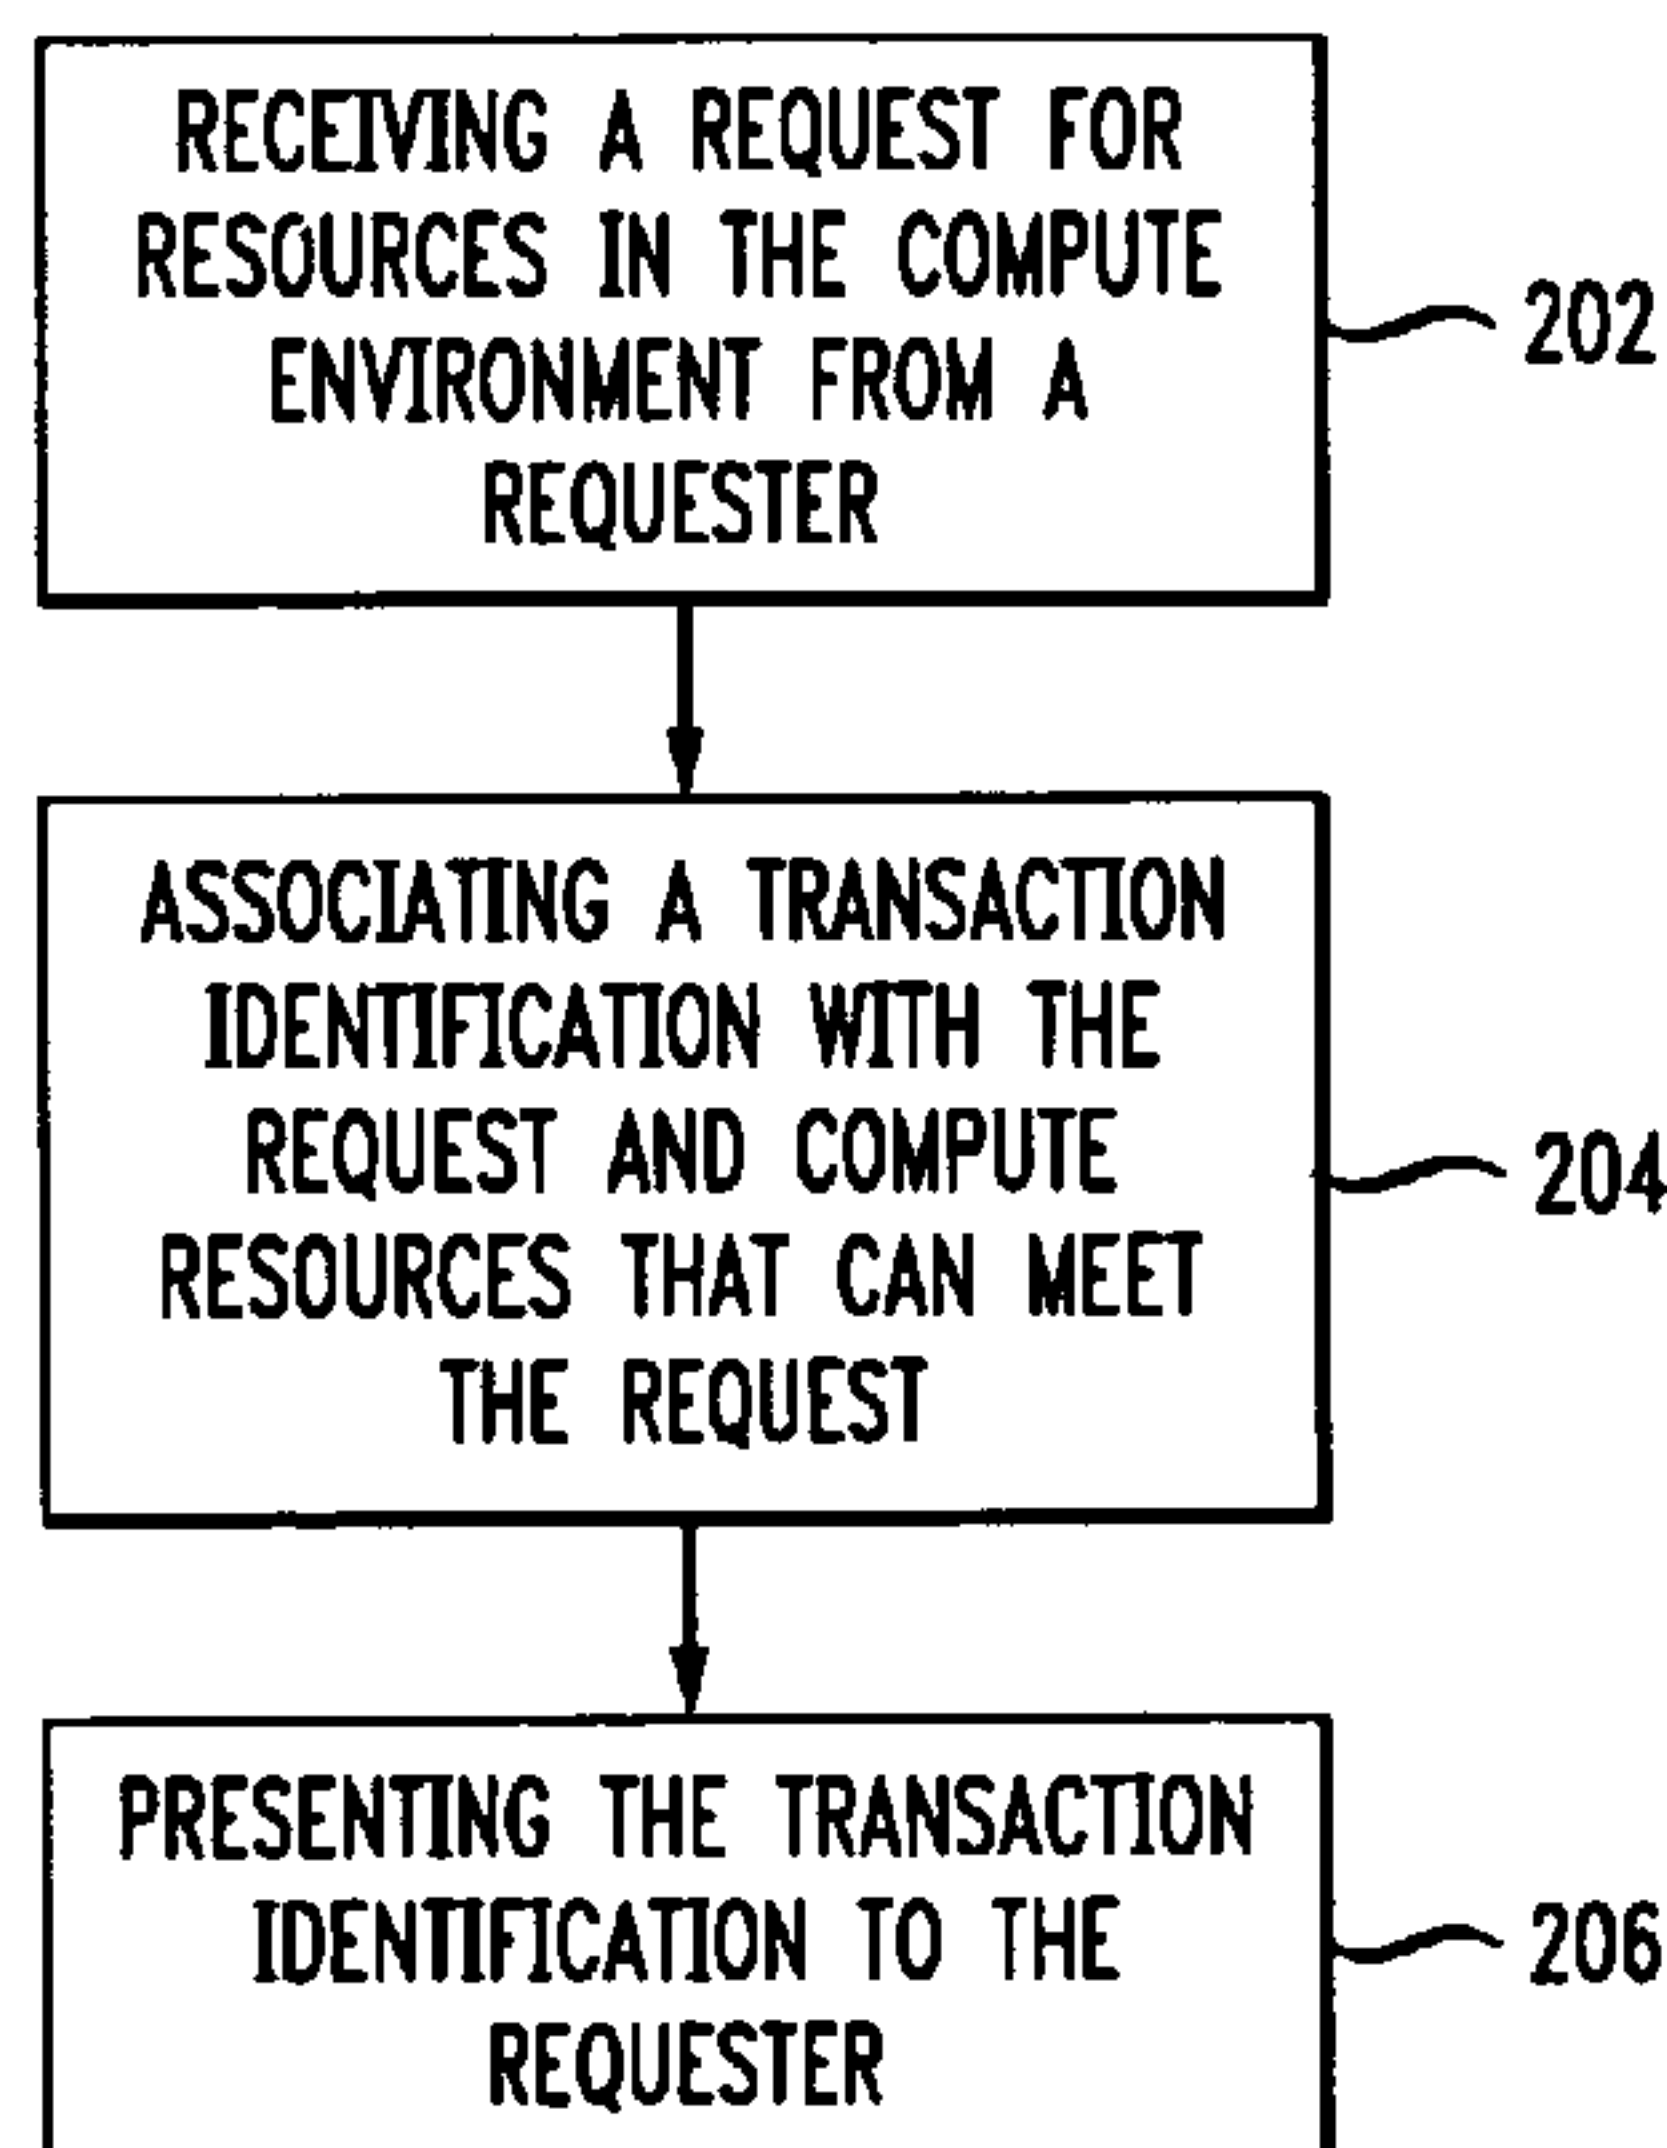 RECEIVING A REQUEST FOR
RESOURCES IN THE COMPUTE
ENVIRONMENT FROM A
REQUESTER
202
ASSOCIATING A TRANSACTION
IDENTIFICATION WITH THE
REQUEST AND COMPUTE
RESOURCES THAT CAN MEET
THE REQUEST
204
PRESENTING THE TRANSACTION
IDENTIFICATION TO THE
REQUESTER
206